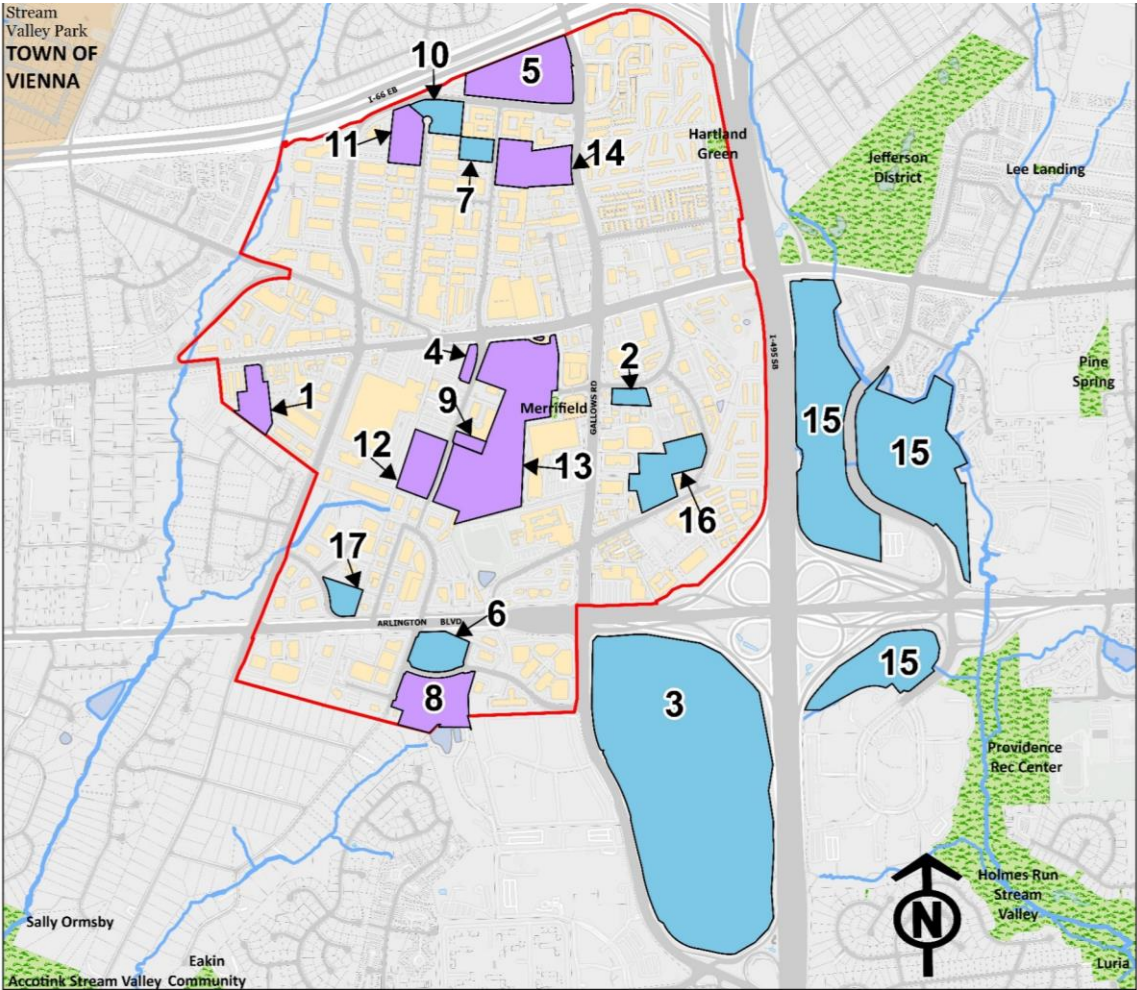 Stream
Valley Park
TOWN OF
VIENNA
10
5
I-66 EB
11
14
7
Hartland
Green
Jefferson
District
Lee Landing
4
2
I-495 SB
1
9
Merrifield
GALLOWS RD
Pine
Spring
12
13
15
15
16
17
ARLINGTON BLVD
6
15
8
3
Providence
Rec Center
Holmes Run
Stream
Valley
N
Sally Ormsby
Eakin
Community
Accotink Stream Valley
Luria